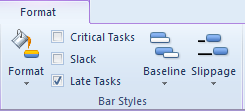 Format
Critical Tasks
Slack
Late Tasks
Format
Baseline
Slippage
Bar Styles